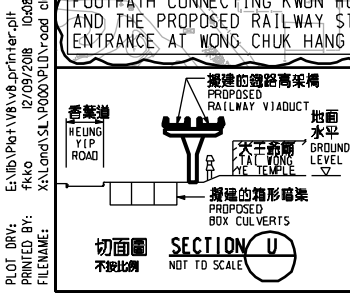 FOOTPATH CONNECTING KWUN
AND THE PROPOSED RAILWAY
ENTRANCE AT WONG CHUK HANG
擬建的鐵路高架橋
PROPOSED
RAILWAY VIADUCT
香葉道
HEUNG
YIP
ROAD
大王爺廟
TAI WONG
YE TEMPLE
地面
水平
GROUND
LEVEL
擬建的箱形暗渠
PROPOSED
BOX CULVERTS
切面圖
不按比例
SECTION U
NOT TO SCALE
PLOT DRV: E:\lib\Plot\V8\V8_printer.plt
PRINTED BY: fkko 12/09/2018
FILENAME: X:\Land\SIL\P000\PLD\road